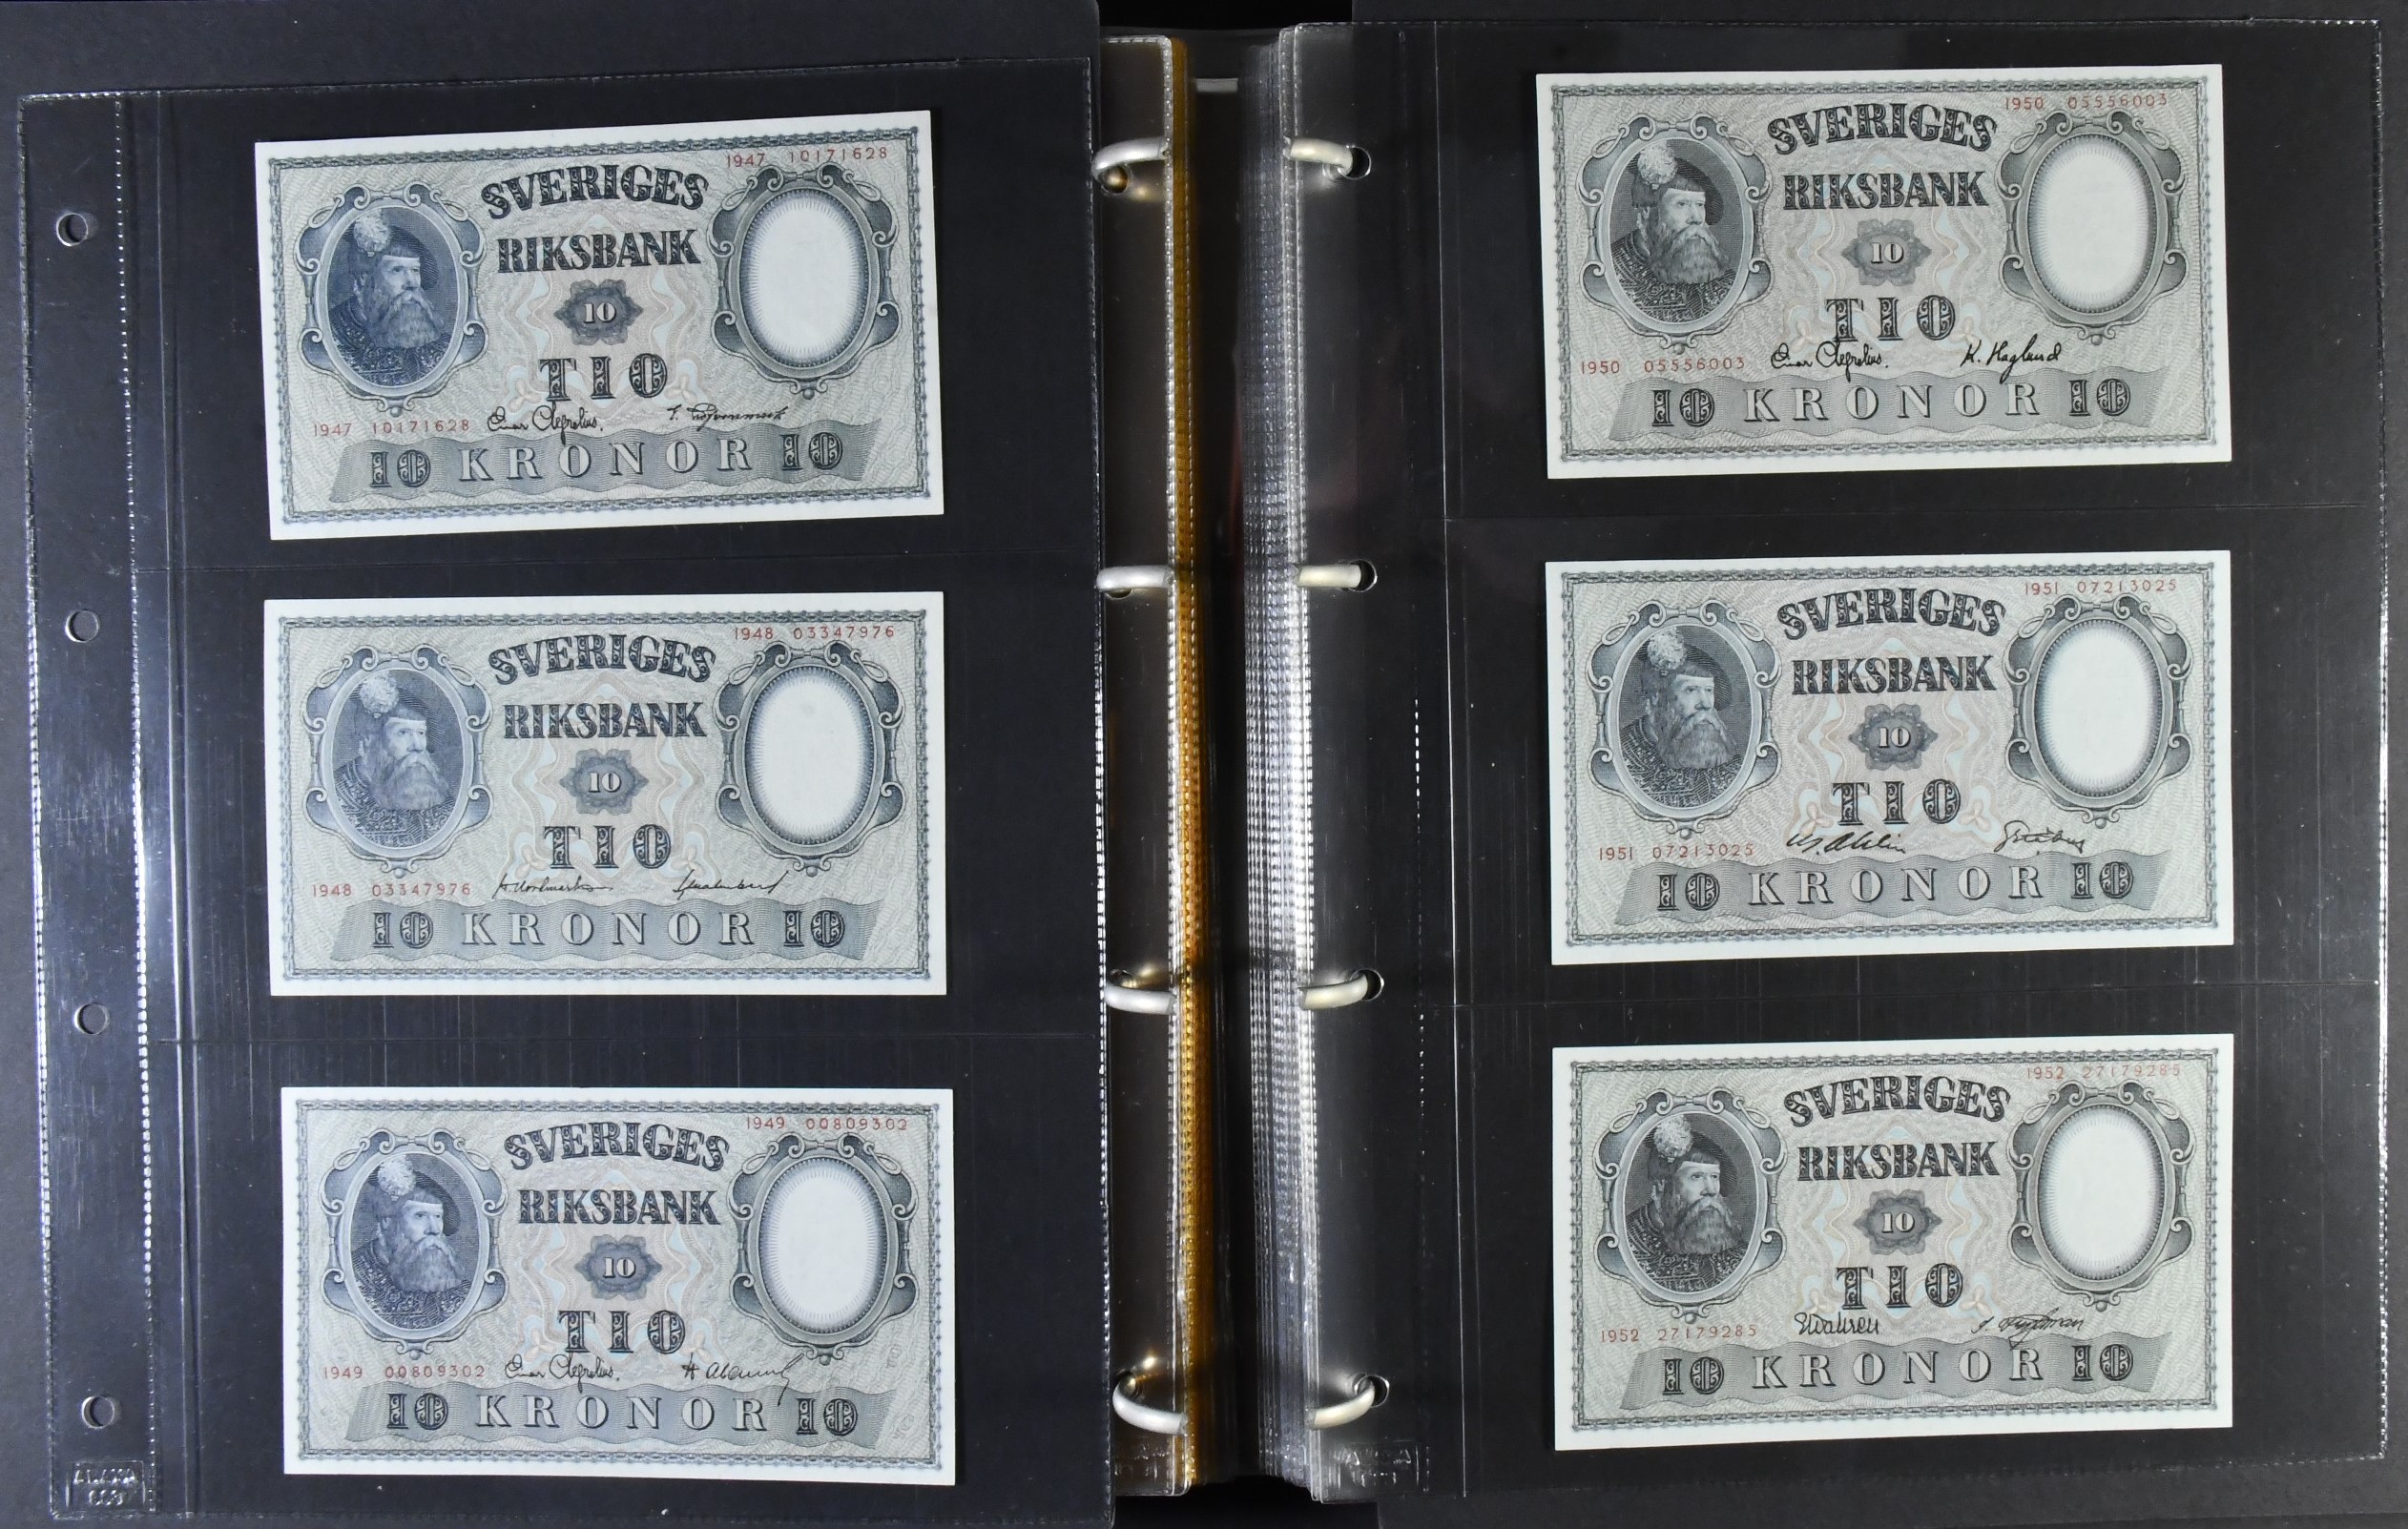 1947 10171628
SVERIGES
RIKSBANK
10
TIO
1947 10171628
10 KRONOR 10
1948 03347976
SVERIGES
RIKSBANK
10
TIO
1948 03347976
10 KRONOR 10
1949 00809302
SVERIGES
RIKSBANK
10
TIO
1949 00809302
10 KRONOR 10
1950 05556003
SVERIGES
RIKSBANK
10
TIO
K. Haglund
1950 05556003
10 KRONOR 10
1951 07213025
SVERIGES
RIKSBANK
10
TIO
1951 07213025
10 KRONOR 10
1952 27179285
SVERIGES
RIKSBANK
10
TIO
1952 27179285
10 KRONOR 10